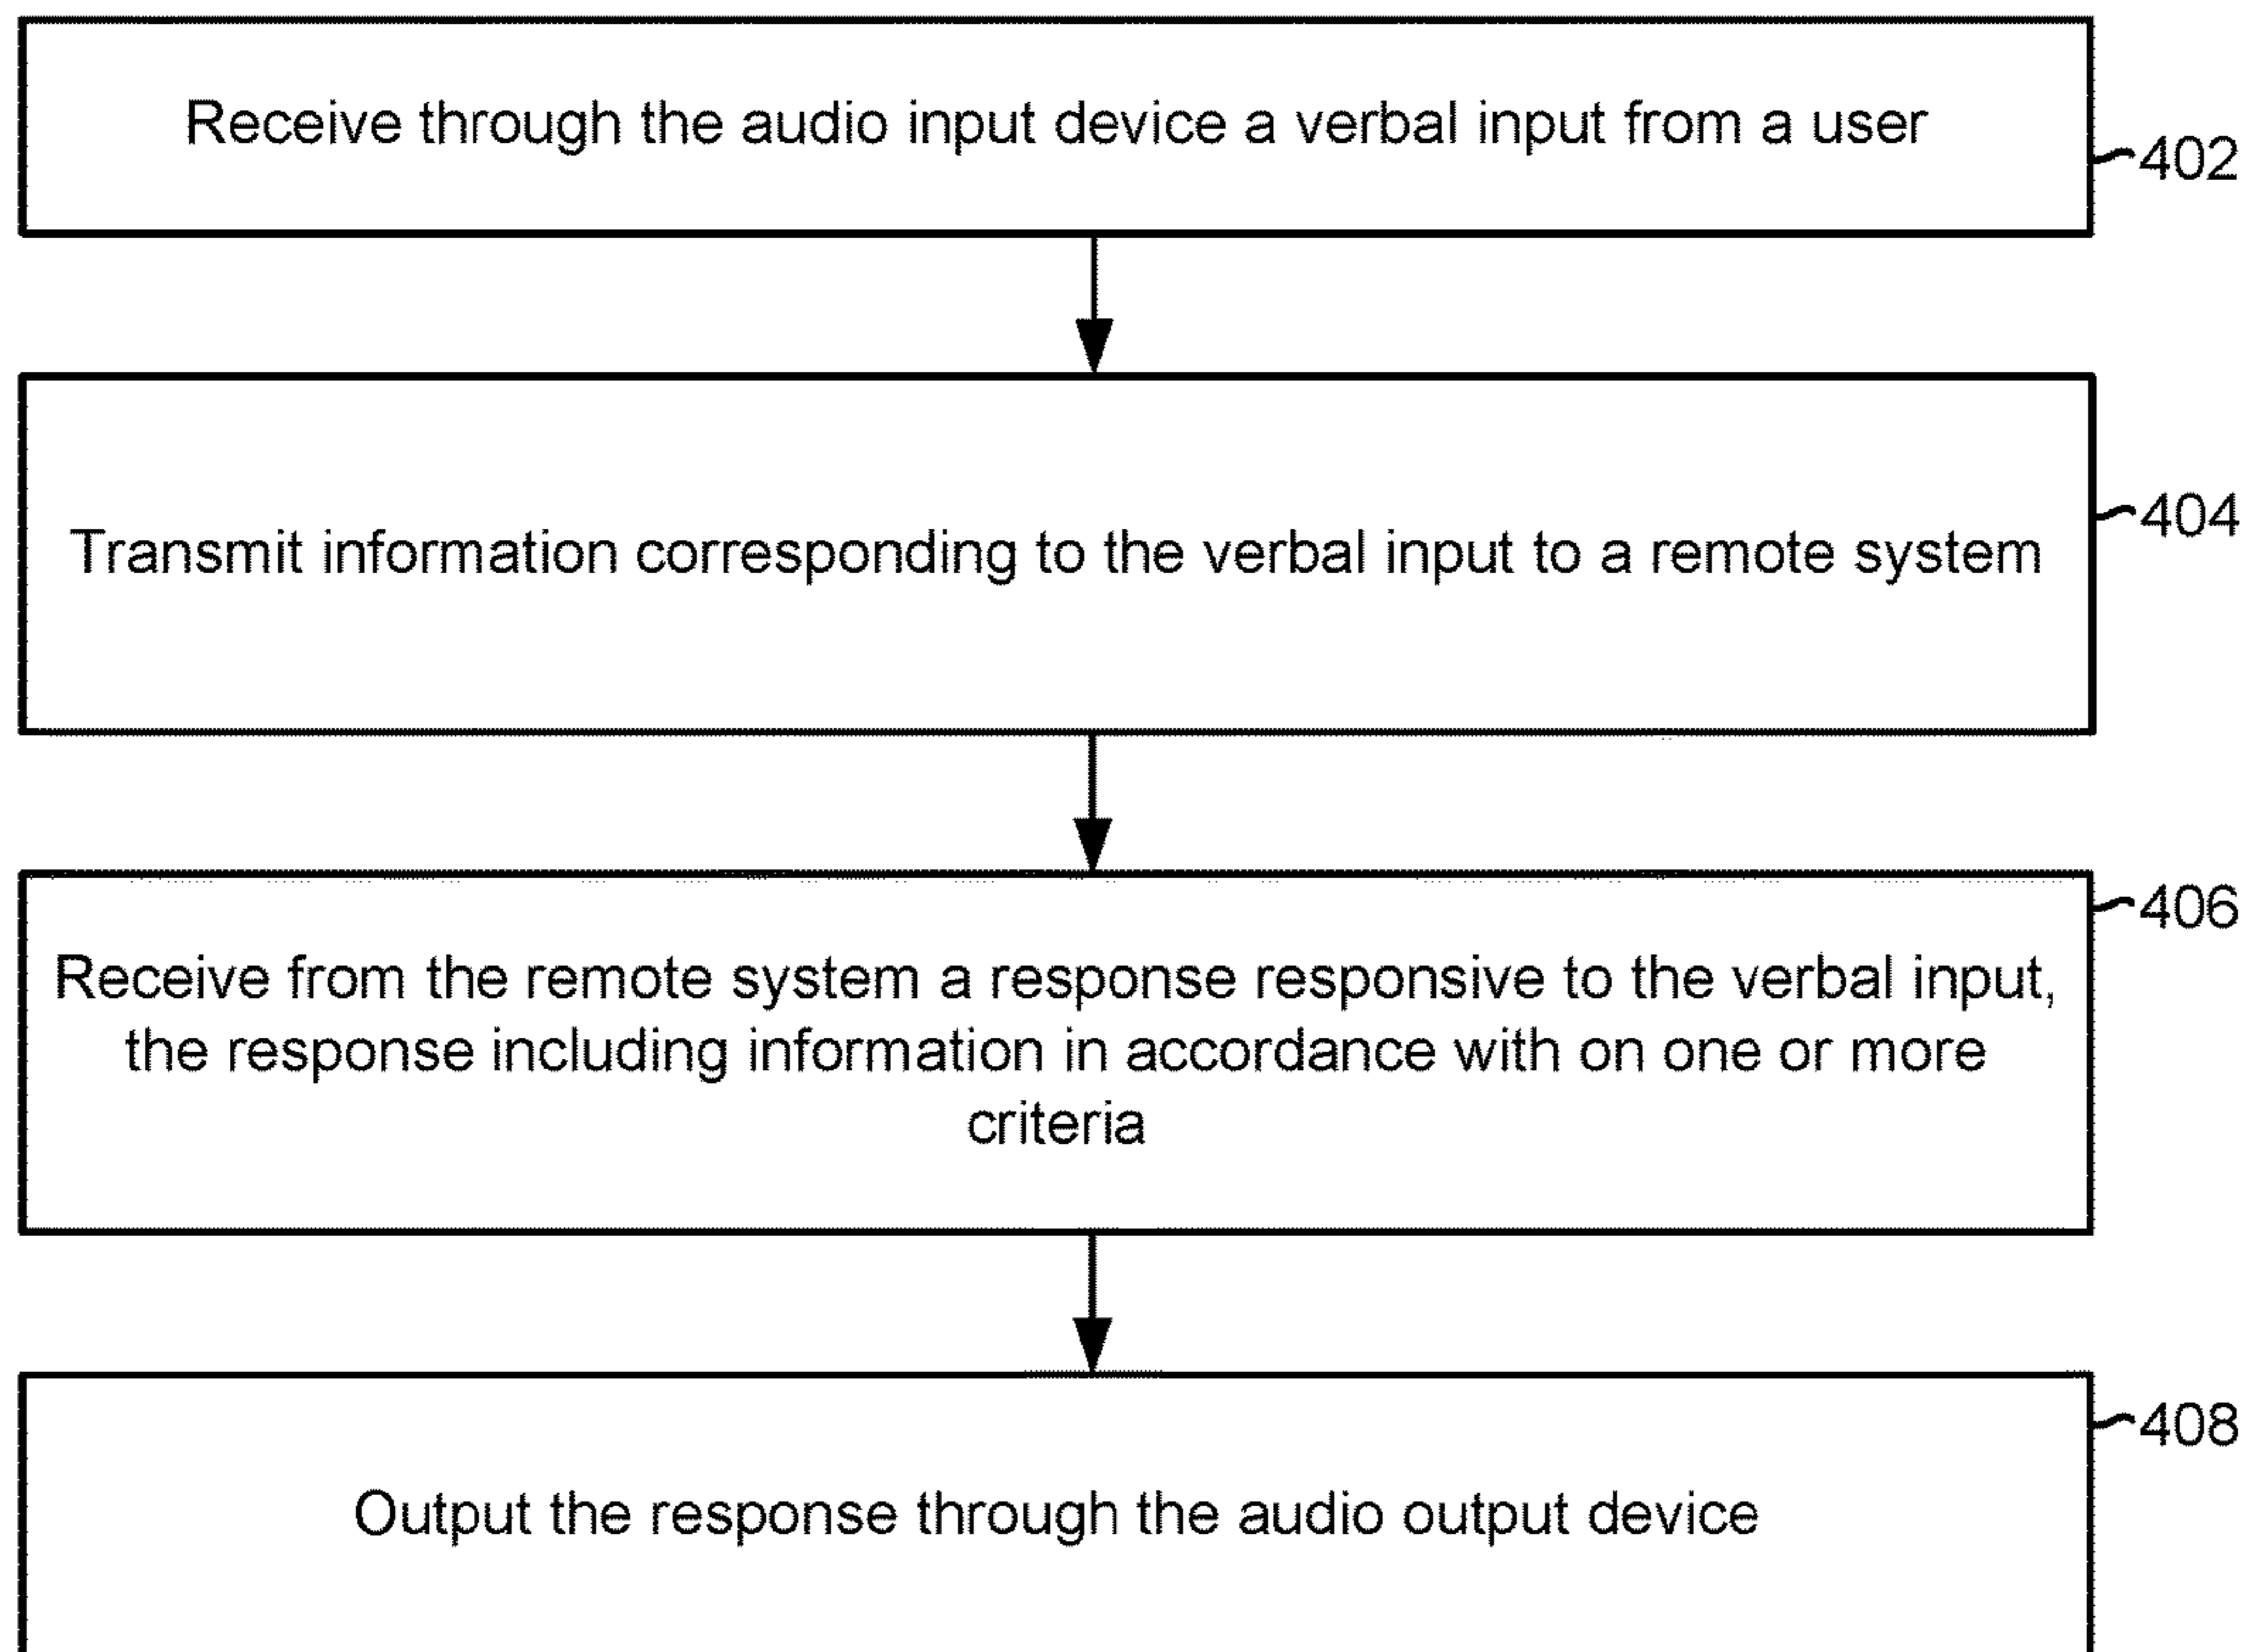 Receive through the audio input device a verbal input from a user
402
Transmit information corresponding to the verbal input to a remote system
404
Receive from the remote system a response responsive to the verbal input,
the response including information in accordance with on one or more
criteria
406
Output the response through the audio output device
408